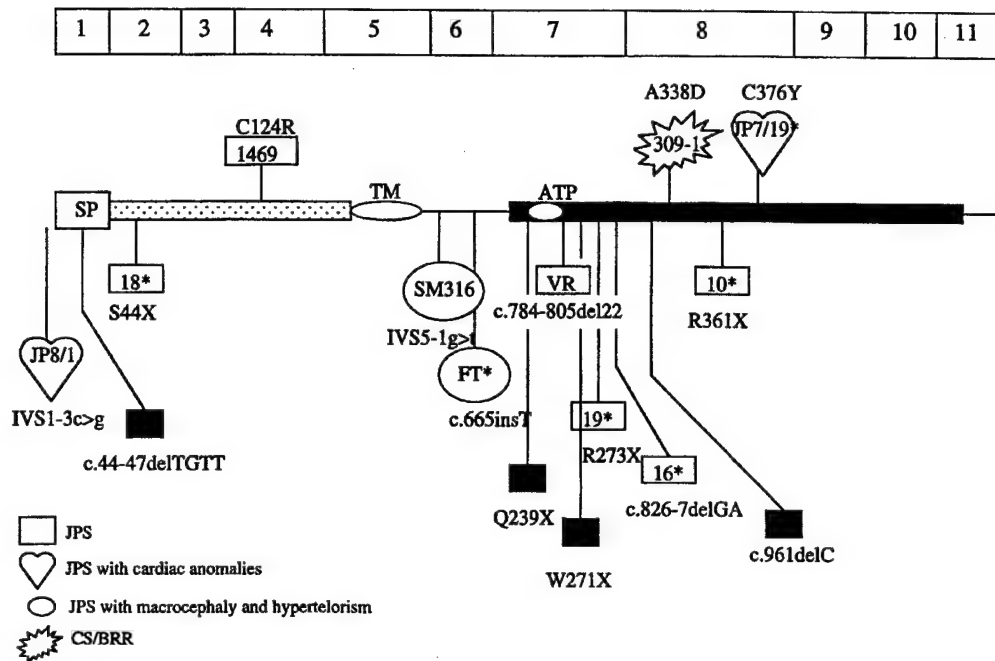 1 2 3 4 5 6 7 8 9 10 11
A338D C376Y
C124R
1469
309-1
JP7/19*
TM
ATP
SP
18*
S44X
SM316
VR
c.784-805del22
10*
R361X
IVS5-1g>t
JP8/1
FT*
IVS1-3c>g
c.665insT
19*
R273X
c.44-47delTGTT
16*
Q239X
c.826-7delGA
c.961delC
W271X
JPS
JPS with cardiac anomalies
JPS with macrocephaly and hypertelorism
CS/BRR